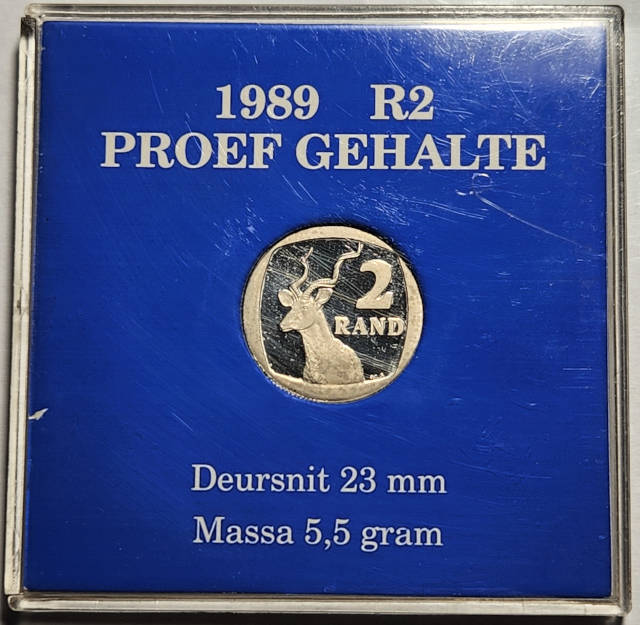 1989 R2
PROEF GEHALTE
2
RAND
Deursnit 23 mm
Massa 5,5 gram